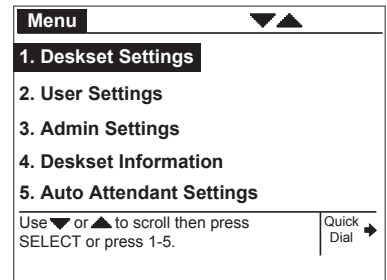 Menu
1. Deskset Settings
2. User Settings
3. Admin Settings
4. Deskset Information
5. Auto Attendant Settings
Use ▼ or ▲ to scroll then press
SELECT or press 1-5.
Quick
Dial